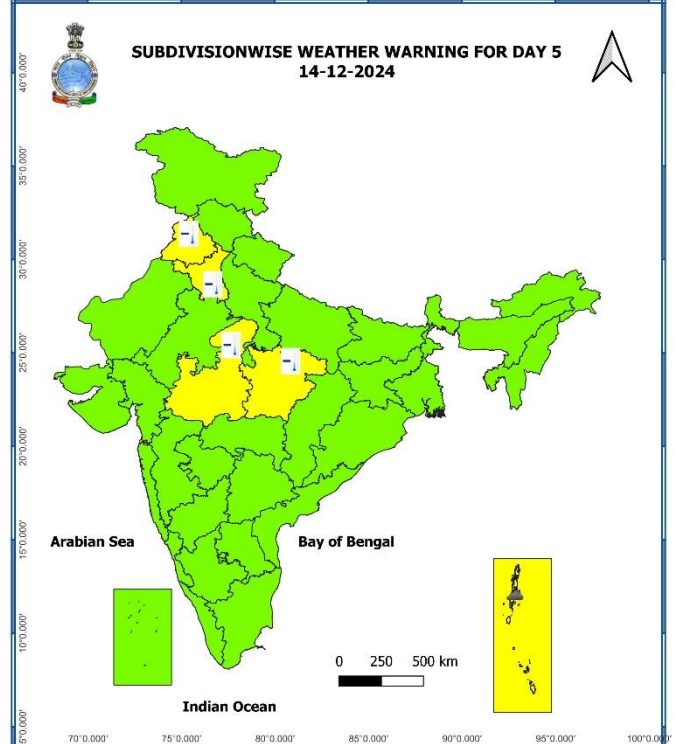 SUBDIVISIONWISE WEATHER WARNING FOR DAY 5
14-12-2024
40°0.000'
35°0.000'
30°0.000'
25°0.000'
20°0.000'
15°0.000'
10°0.000'
5°0.000'
Arabian Sea
Bay of Bengal
0 250 500 km
Indian Ocean
70°0.000' 75°0.000' 80°0.000' 85°0.000' 90°0.000' 95°0.000' 100°0.000'